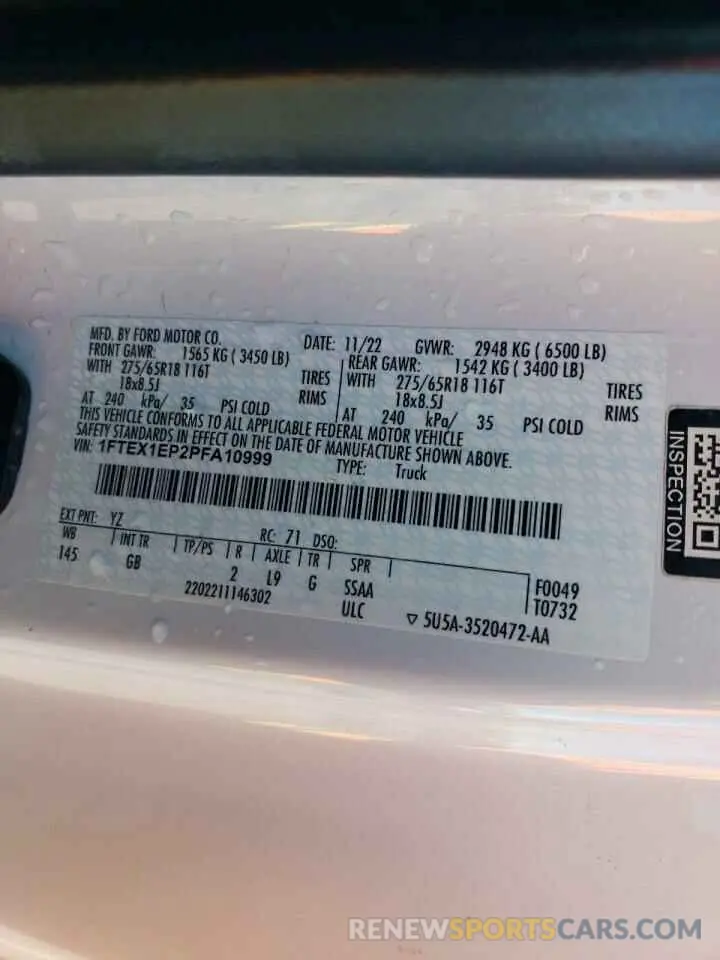 MFD. BY FORD MOTOR CO.
DATE: 11/22 GVWR: 2948 KG ( 6500 LB)
FRONT GAWR: 1565 KG ( 3450 LB)
REAR GAWR: 1542 KG ( 3400 LB)
WITH 275/65R18 116T TIRES
WITH 275/65R18 116T TIRES
18x8.5J RIMS
18x8.5J RIMS
AT 240 kPa/ 35 PSI COLD
AT 240 kPa/ 35 PSI COLD
THIS VEHICLE CONFORMS TO ALL APPLICABLE FEDERAL MOTOR VEHICLE
SAFETY STANDARDS IN EFFECT ON THE DATE OF MANUFACTURE SHOWN ABOVE.
VIN: 1FTEX1EP2PFA10999
TYPE: Truck
EXT PNT: YZ RC: 71 DSO:
WB INT TR TP/PS R AXLE TR SPR
145 GB 2 L9 G SSAA
F0049
T0732
2202211146302 ULC
▽ 5U5A-3520472-AA
INSPECTION
RENEWSPORTSCARS.COM